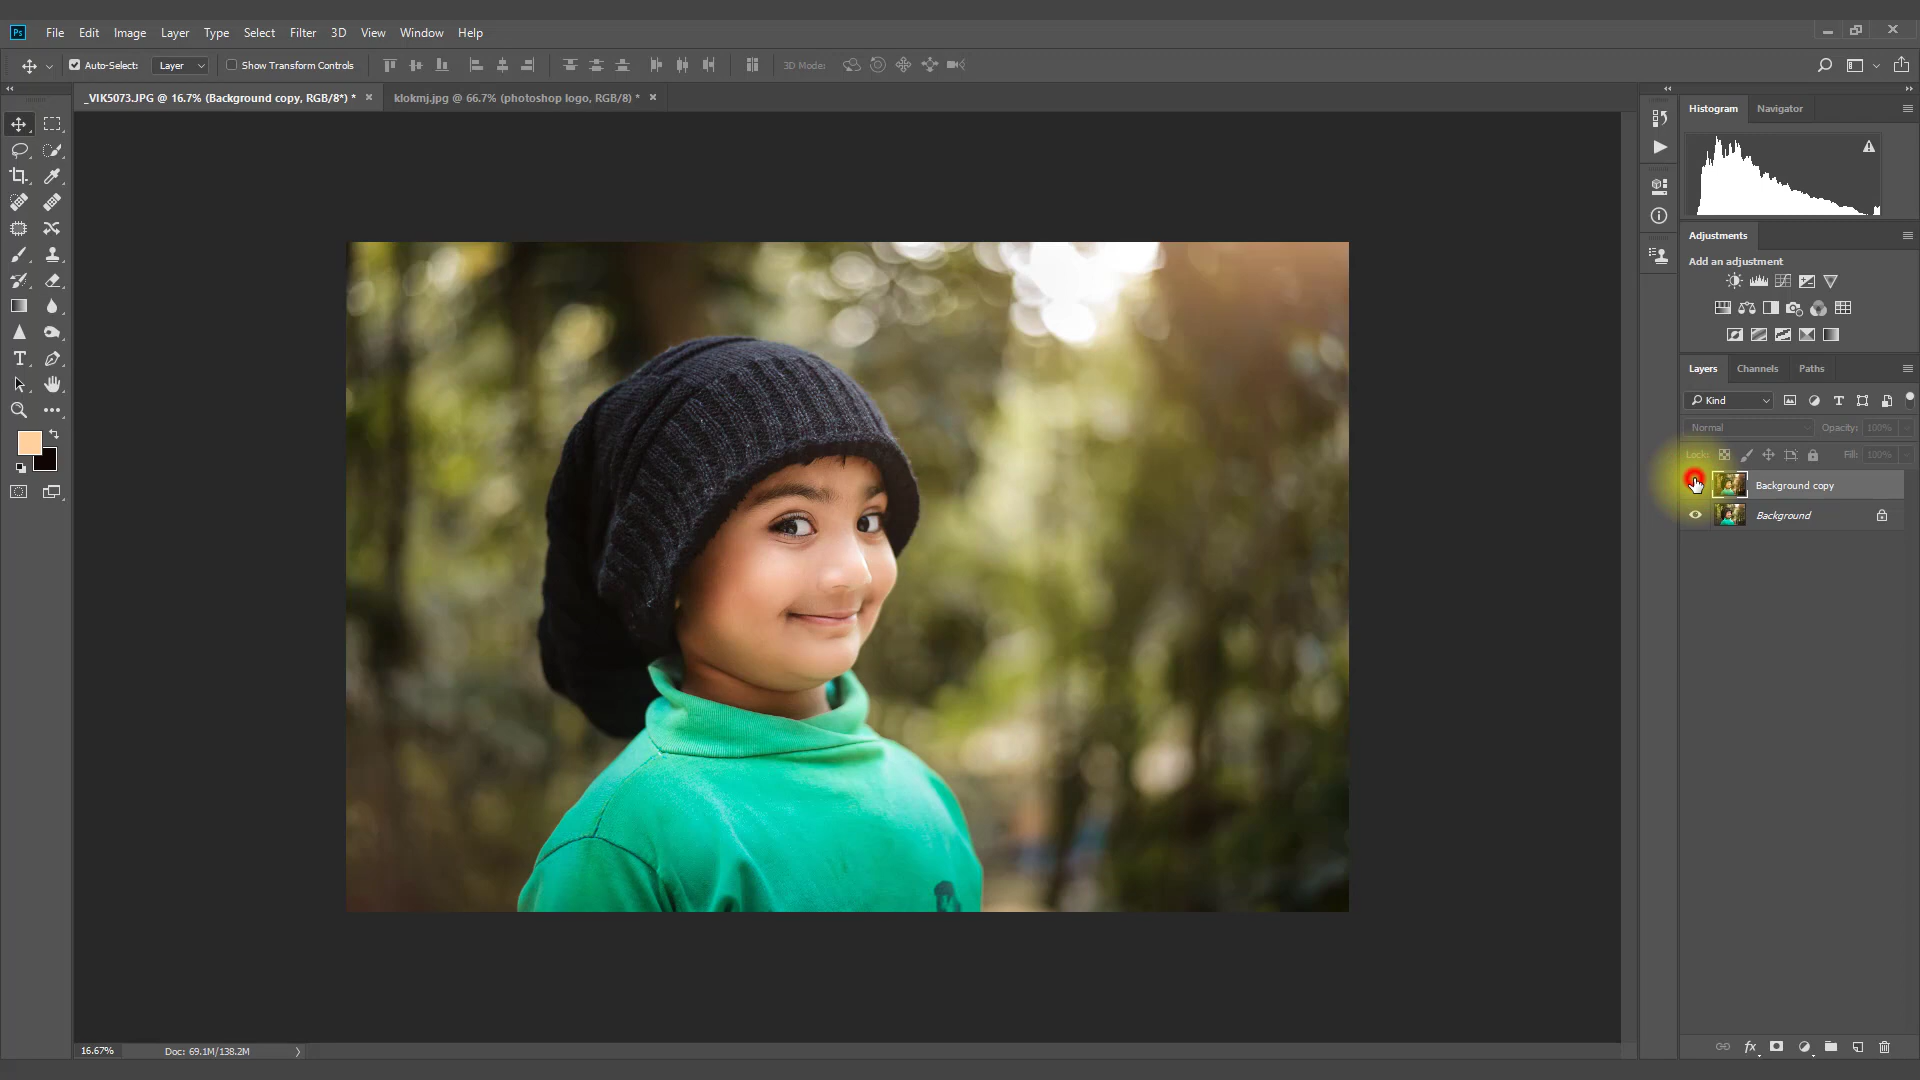 Ps File Edit Image Layer Type Select Filter 3D View Window Help
Auto-Select: Layer Show Transform Controls 3D Mode:
_VIK5073.JPG @ 16.7% (Background copy, RGB/8*) * klokmj.jpg @ 66.7% (photoshop logo, RGB/8) *
Histogram Navigator
Adjustments
Add an adjustment
Layers Channels Paths
Kind
Normal Opacity: 100%
Lock: Fill: 100%
Background copy
Background
16.67% Doc: 69.1M/138.2M
fx